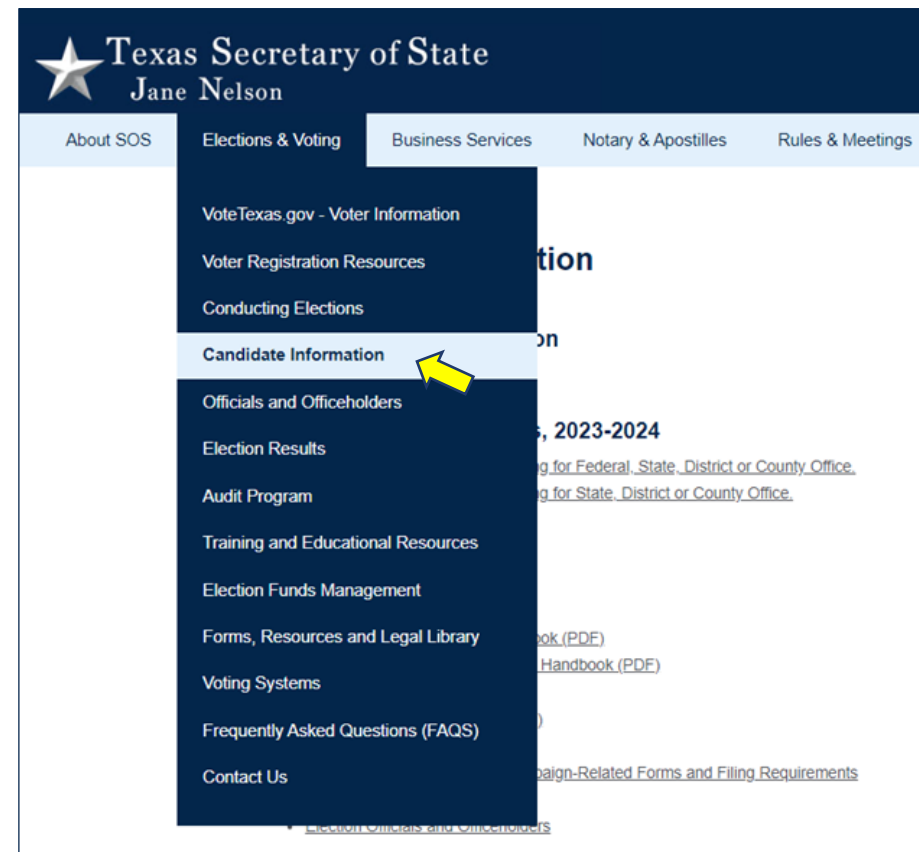 Texas Secretary of State
Jane Nelson
About SOS Elections & Voting Business Services Notary & Apostilles Rules & Meetings
VoteTexas.gov - Voter Information
Voter Registration Resources
Conducting Elections
Candidate Information
Officials and Officeholders
Election Results
Audit Program
Training and Educational Resources
Election Funds Management
Forms, Resources and Legal Library
Voting Systems
Frequently Asked Questions (FAQS)
Contact Us
tion
on
s, 2023-2024
g for Federal, State, District or County Office.
g for State, District or County Office.
ook (PDF)
Handbook (PDF)
)
paign-Related Forms and Filing Requirements
Election Officials and Officeholders